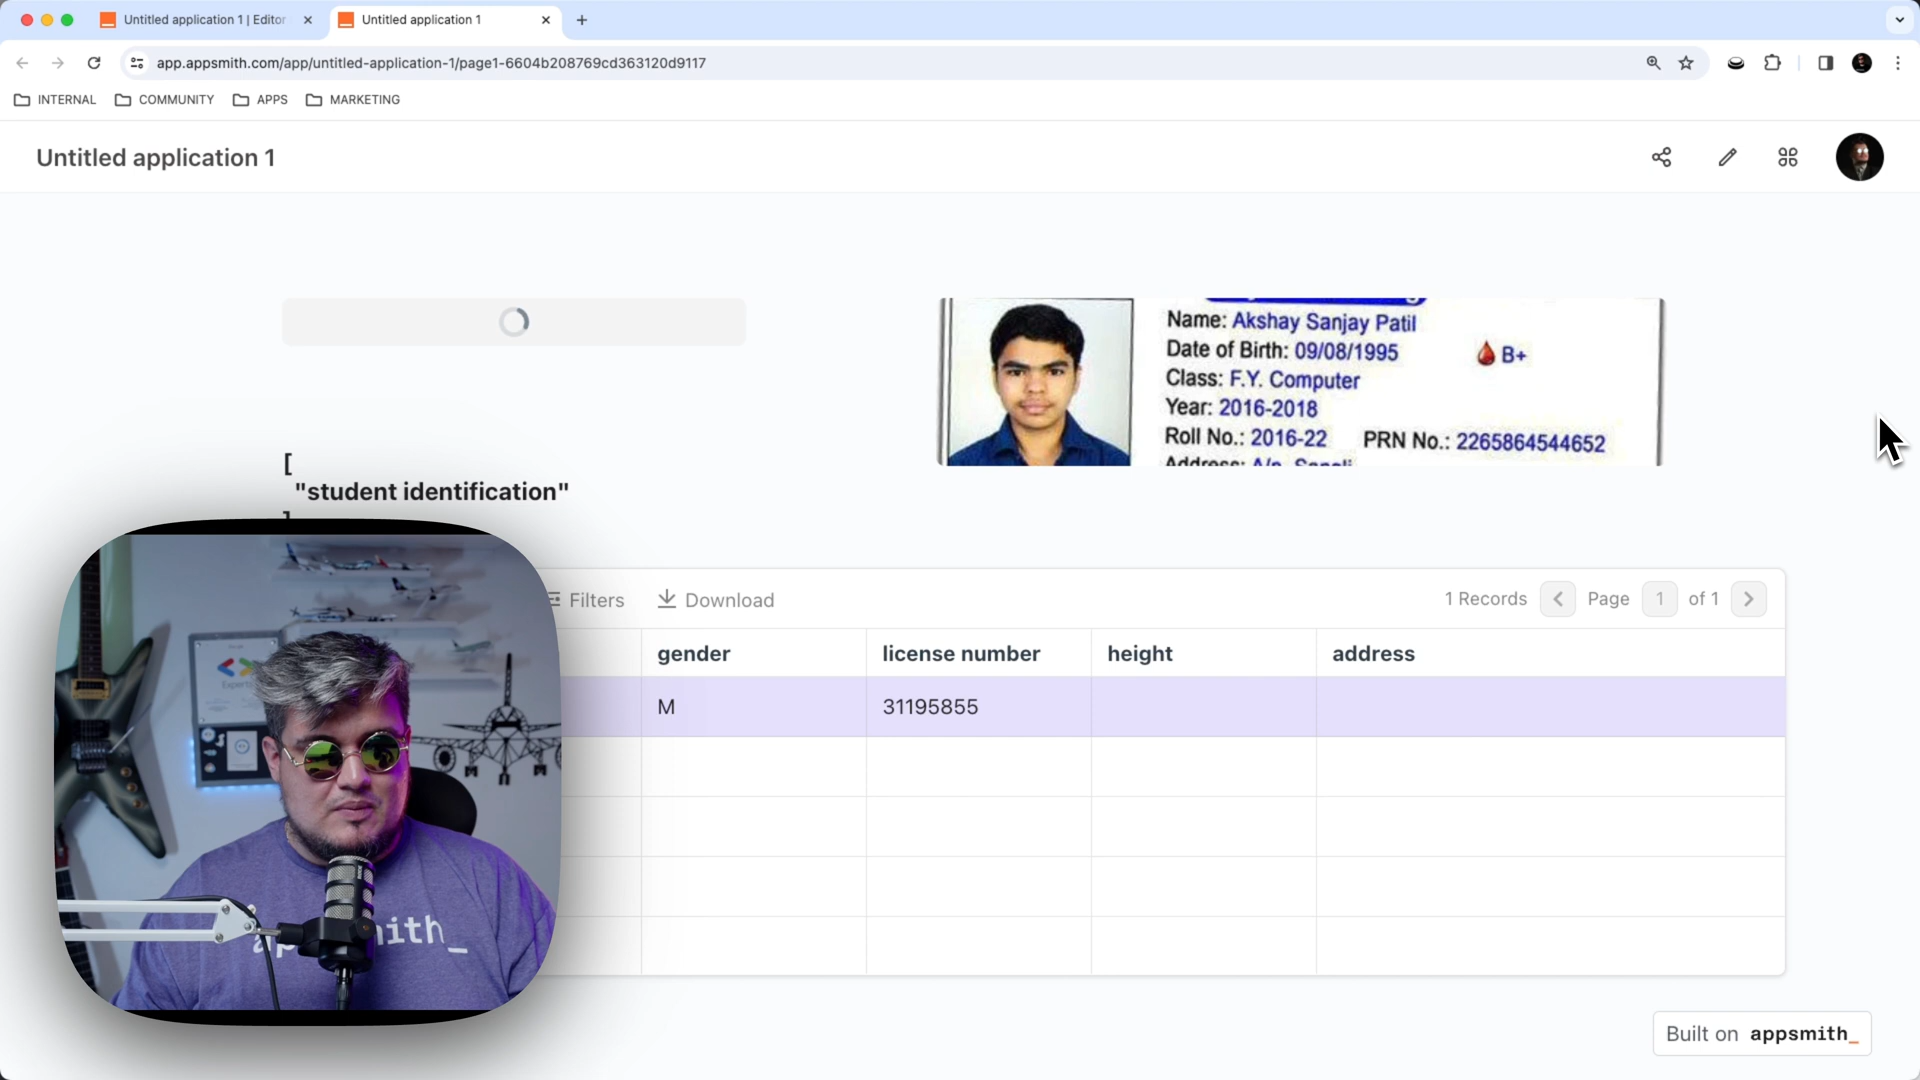 Untitled application 1 | Editor
Untitled application 1
app.appsmith.com/app/untitled-application-1/page1-6604b208769cd363120d9117
INTERNAL COMMUNITY APPS MARKETING
Untitled application 1
Name: Akshay Sanjay Patil
Date of Birth: 09/08/1995 B+
Class: F.Y. Computer
Year: 2016-2018
Roll No.: 2016-22 PRN No.: 2265864544652
Address: A/p. Sangli
[
"student identification"
]
Filters Download 1 Records Page 1 of 1
gender license number height address
M 31195855
Experts
Built on appsmith_